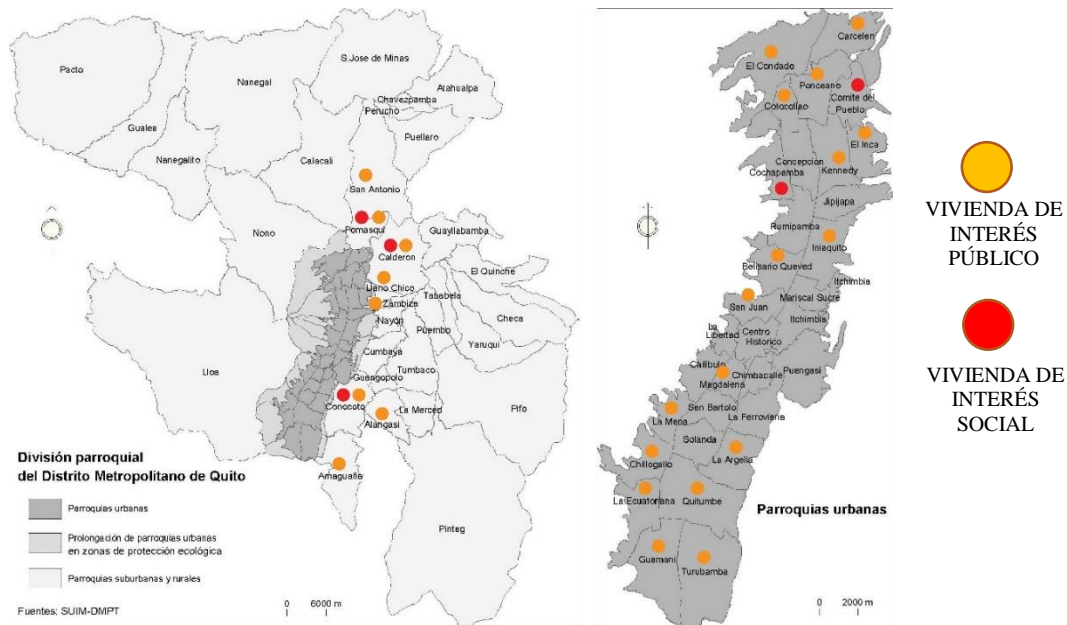 Pacto
Nanegal
S.Jose de Minas
Atahualpa
Chavezpamba
Perucho
Gualea
Puellaro
Nanegalito
Calacali
San Antonio
Nono
Pomasqui
Guayllabamba
Calderon
El Quinche
Llano Chico
Tababela
Zambiza
Checa
Nayón
Puembo
Yaruqui
Cumbaya
Lloa
Tumbaco
Guangopolo
Pifo
Conocoto
La Merced
Alangasi
Amaguaña
Pintag
División parroquial
del Distrito Metropolitano de Quito
Parroquias urbanas
Prolongación de parroquias urbanas
en zonas de protección ecológica
Parroquias suburbanas y rurales
Fuentes: SUIM-DMPT
0 6000 m
Carcelen
El Condado
Ponceano
Comite del
Pueblo
Cotocollao
El Inca
Concepción
Kennedy
Cochapamba
Jipijapa
Rumipamba
Iniaquito
Belisario Queved
Itchimbia
San Juan
Mariscal Sucre
Itchimbia
La
Libertad
Centro
Historico
Chilibulo
Chimbacalle
Puengasi
Magdalena
San Bartolo
La Ferroviaria
La Mena
Solanda
Chillogallo
La Argelia
La Ecuatoriana
Quitumbe
Parroquias urbanas
Guamani
Turubamba
0 2000 m
VIVIENDA DE
INTERÉS
PÚBLICO
VIVIENDA DE
INTERÉS
SOCIAL